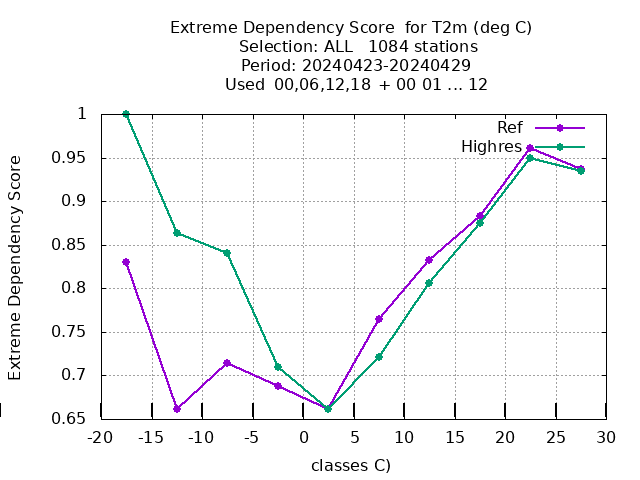 Extreme Dependency Score for T2m (deg C)
Selection: ALL 1084 stations
Period: 20240423-20240429
Used 00,06,12,18 + 00 01 ... 12
Ref
Highres
Extreme Dependency Score
1
0.95
0.9
0.85
0.8
0.75
0.7
0.65
-20 -15 -10 -5 0 5 10 15 20 25 30
classes C)